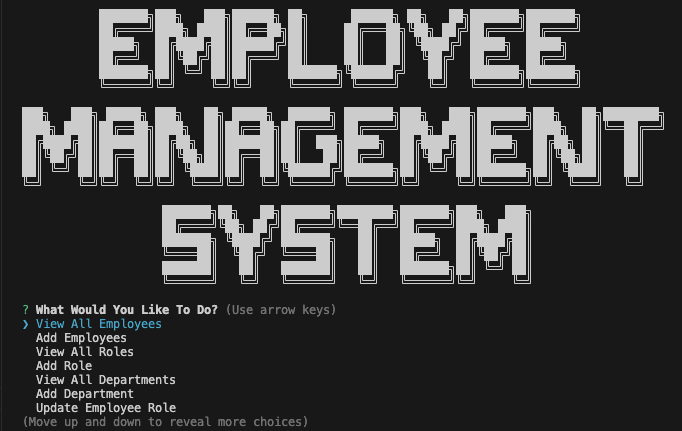 EMPLOYEE
MANAGEMENT
SYSTEM
? What Would You Like To Do? (Use arrow keys)
❯ View All Employees
Add Employees
View All Roles
Add Role
View All Departments
Add Department
Update Employee Role
(Move up and down to reveal more choices)